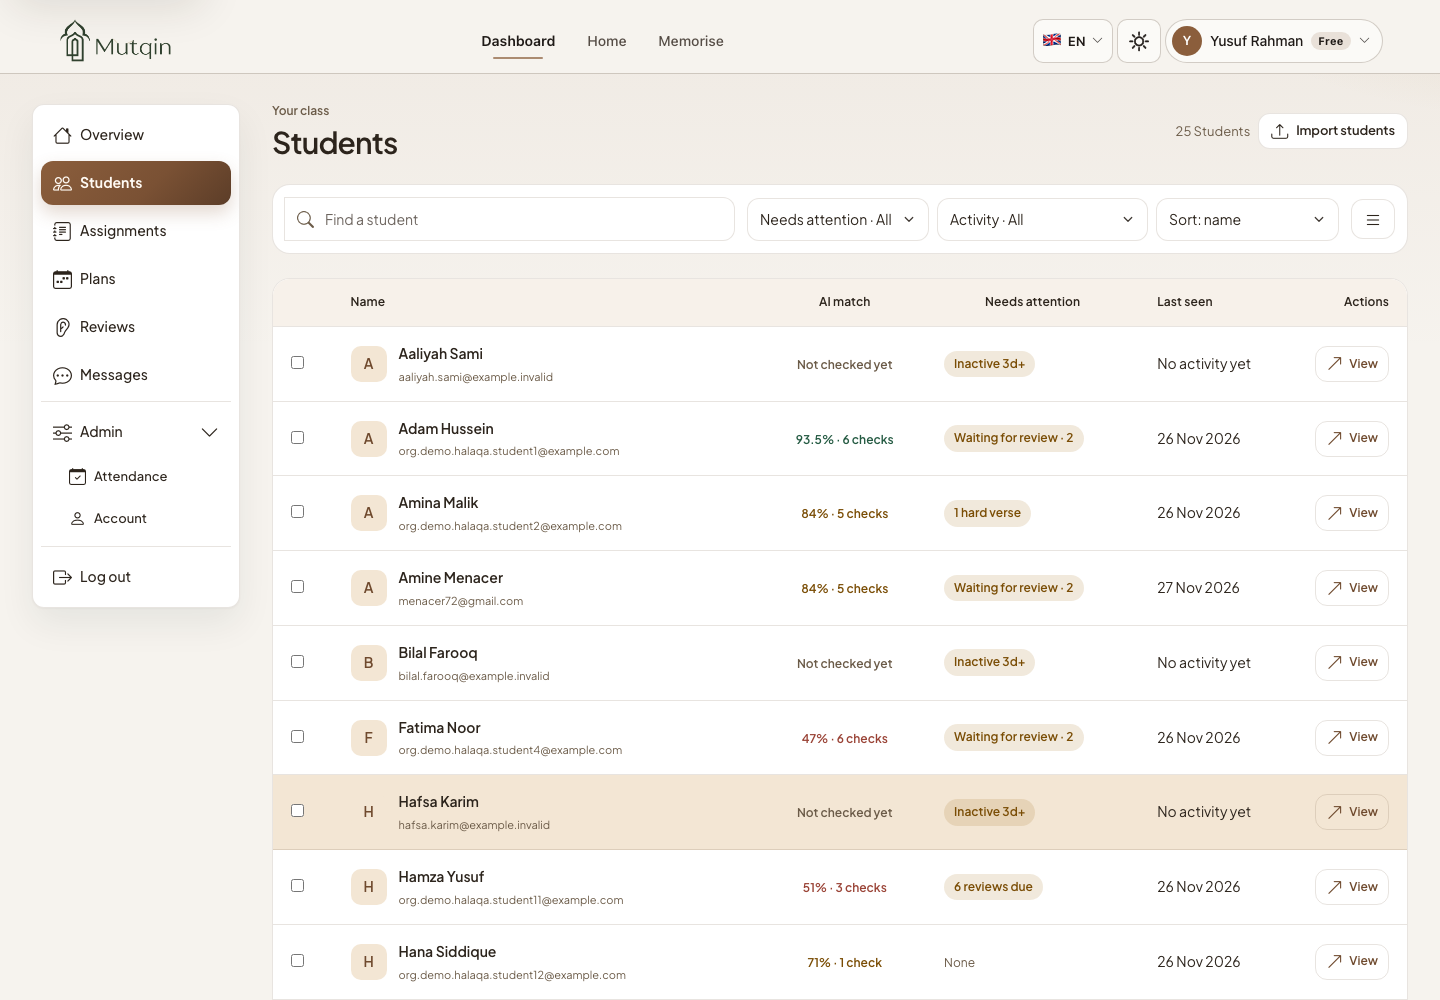 Mutqin
Dashboard
Home
Memorise
EN
Y
Yusuf Rahman
Free
Overview
Students
Assignments
Plans
Reviews
Messages
Admin
Attendance
Account
Log out
Your class
Students
25 Students
Import students
Find a student
Needs attention · All
Activity · All
Sort: name
Name
AI match
Needs attention
Last seen
Actions
A
Aaliyah Sami
aaliyah.sami@example.invalid
Not checked yet
Inactive 3d+
No activity yet
View
A
Adam Hussein
org.demo.halaqa.student1@example.com
93.5% · 6 checks
Waiting for review · 2
26 Nov 2026
View
A
Amina Malik
org.demo.halaqa.student2@example.com
84% · 5 checks
1 hard verse
26 Nov 2026
View
A
Amine Menacer
menacer72@gmail.com
84% · 5 checks
Waiting for review · 2
27 Nov 2026
View
B
Bilal Farooq
bilal.farooq@example.invalid
Not checked yet
Inactive 3d+
No activity yet
View
F
Fatima Noor
org.demo.halaqa.student4@example.com
47% · 6 checks
Waiting for review · 2
26 Nov 2026
View
H
Hafsa Karim
hafsa.karim@example.invalid
Not checked yet
Inactive 3d+
No activity yet
View
H
Hamza Yusuf
org.demo.halaqa.student11@example.com
51% · 3 checks
6 reviews due
26 Nov 2026
View
H
Hana Siddique
org.demo.halaqa.student12@example.com
71% · 1 check
None
26 Nov 2026
View